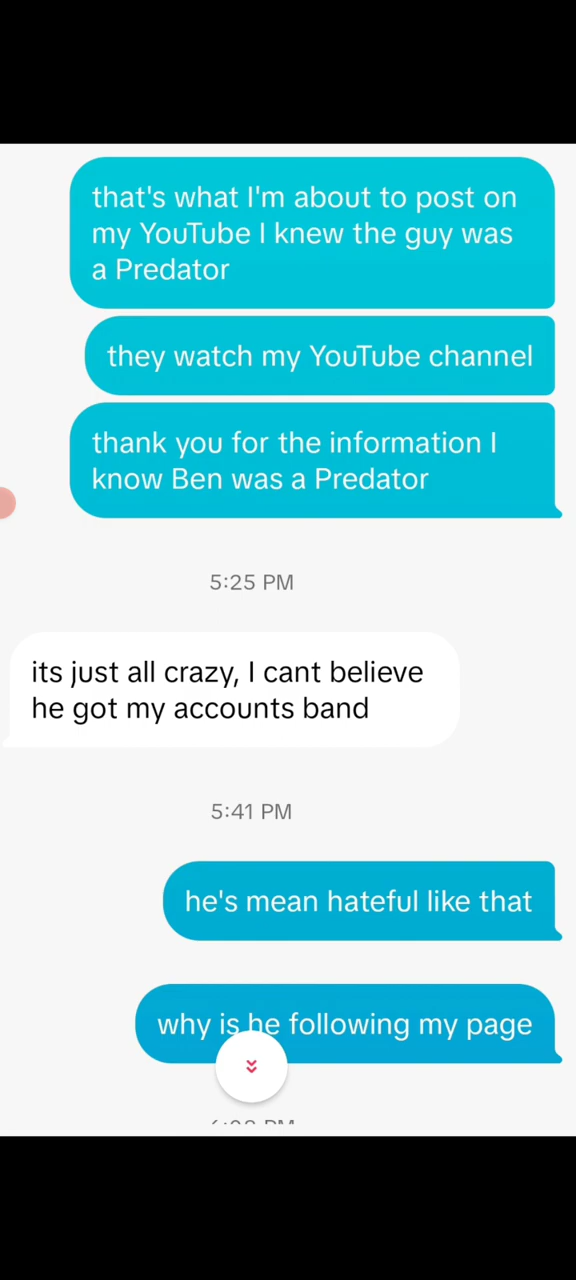 that's what I'm about to post on
my YouTube I knew the guy was
a Predator
they watch my YouTube channel
thank you for the information I
know Ben was a Predator
5:25 PM
its just all crazy, I cant believe
he got my accounts band
5:41 PM
he's mean hateful like that
why is he following my page